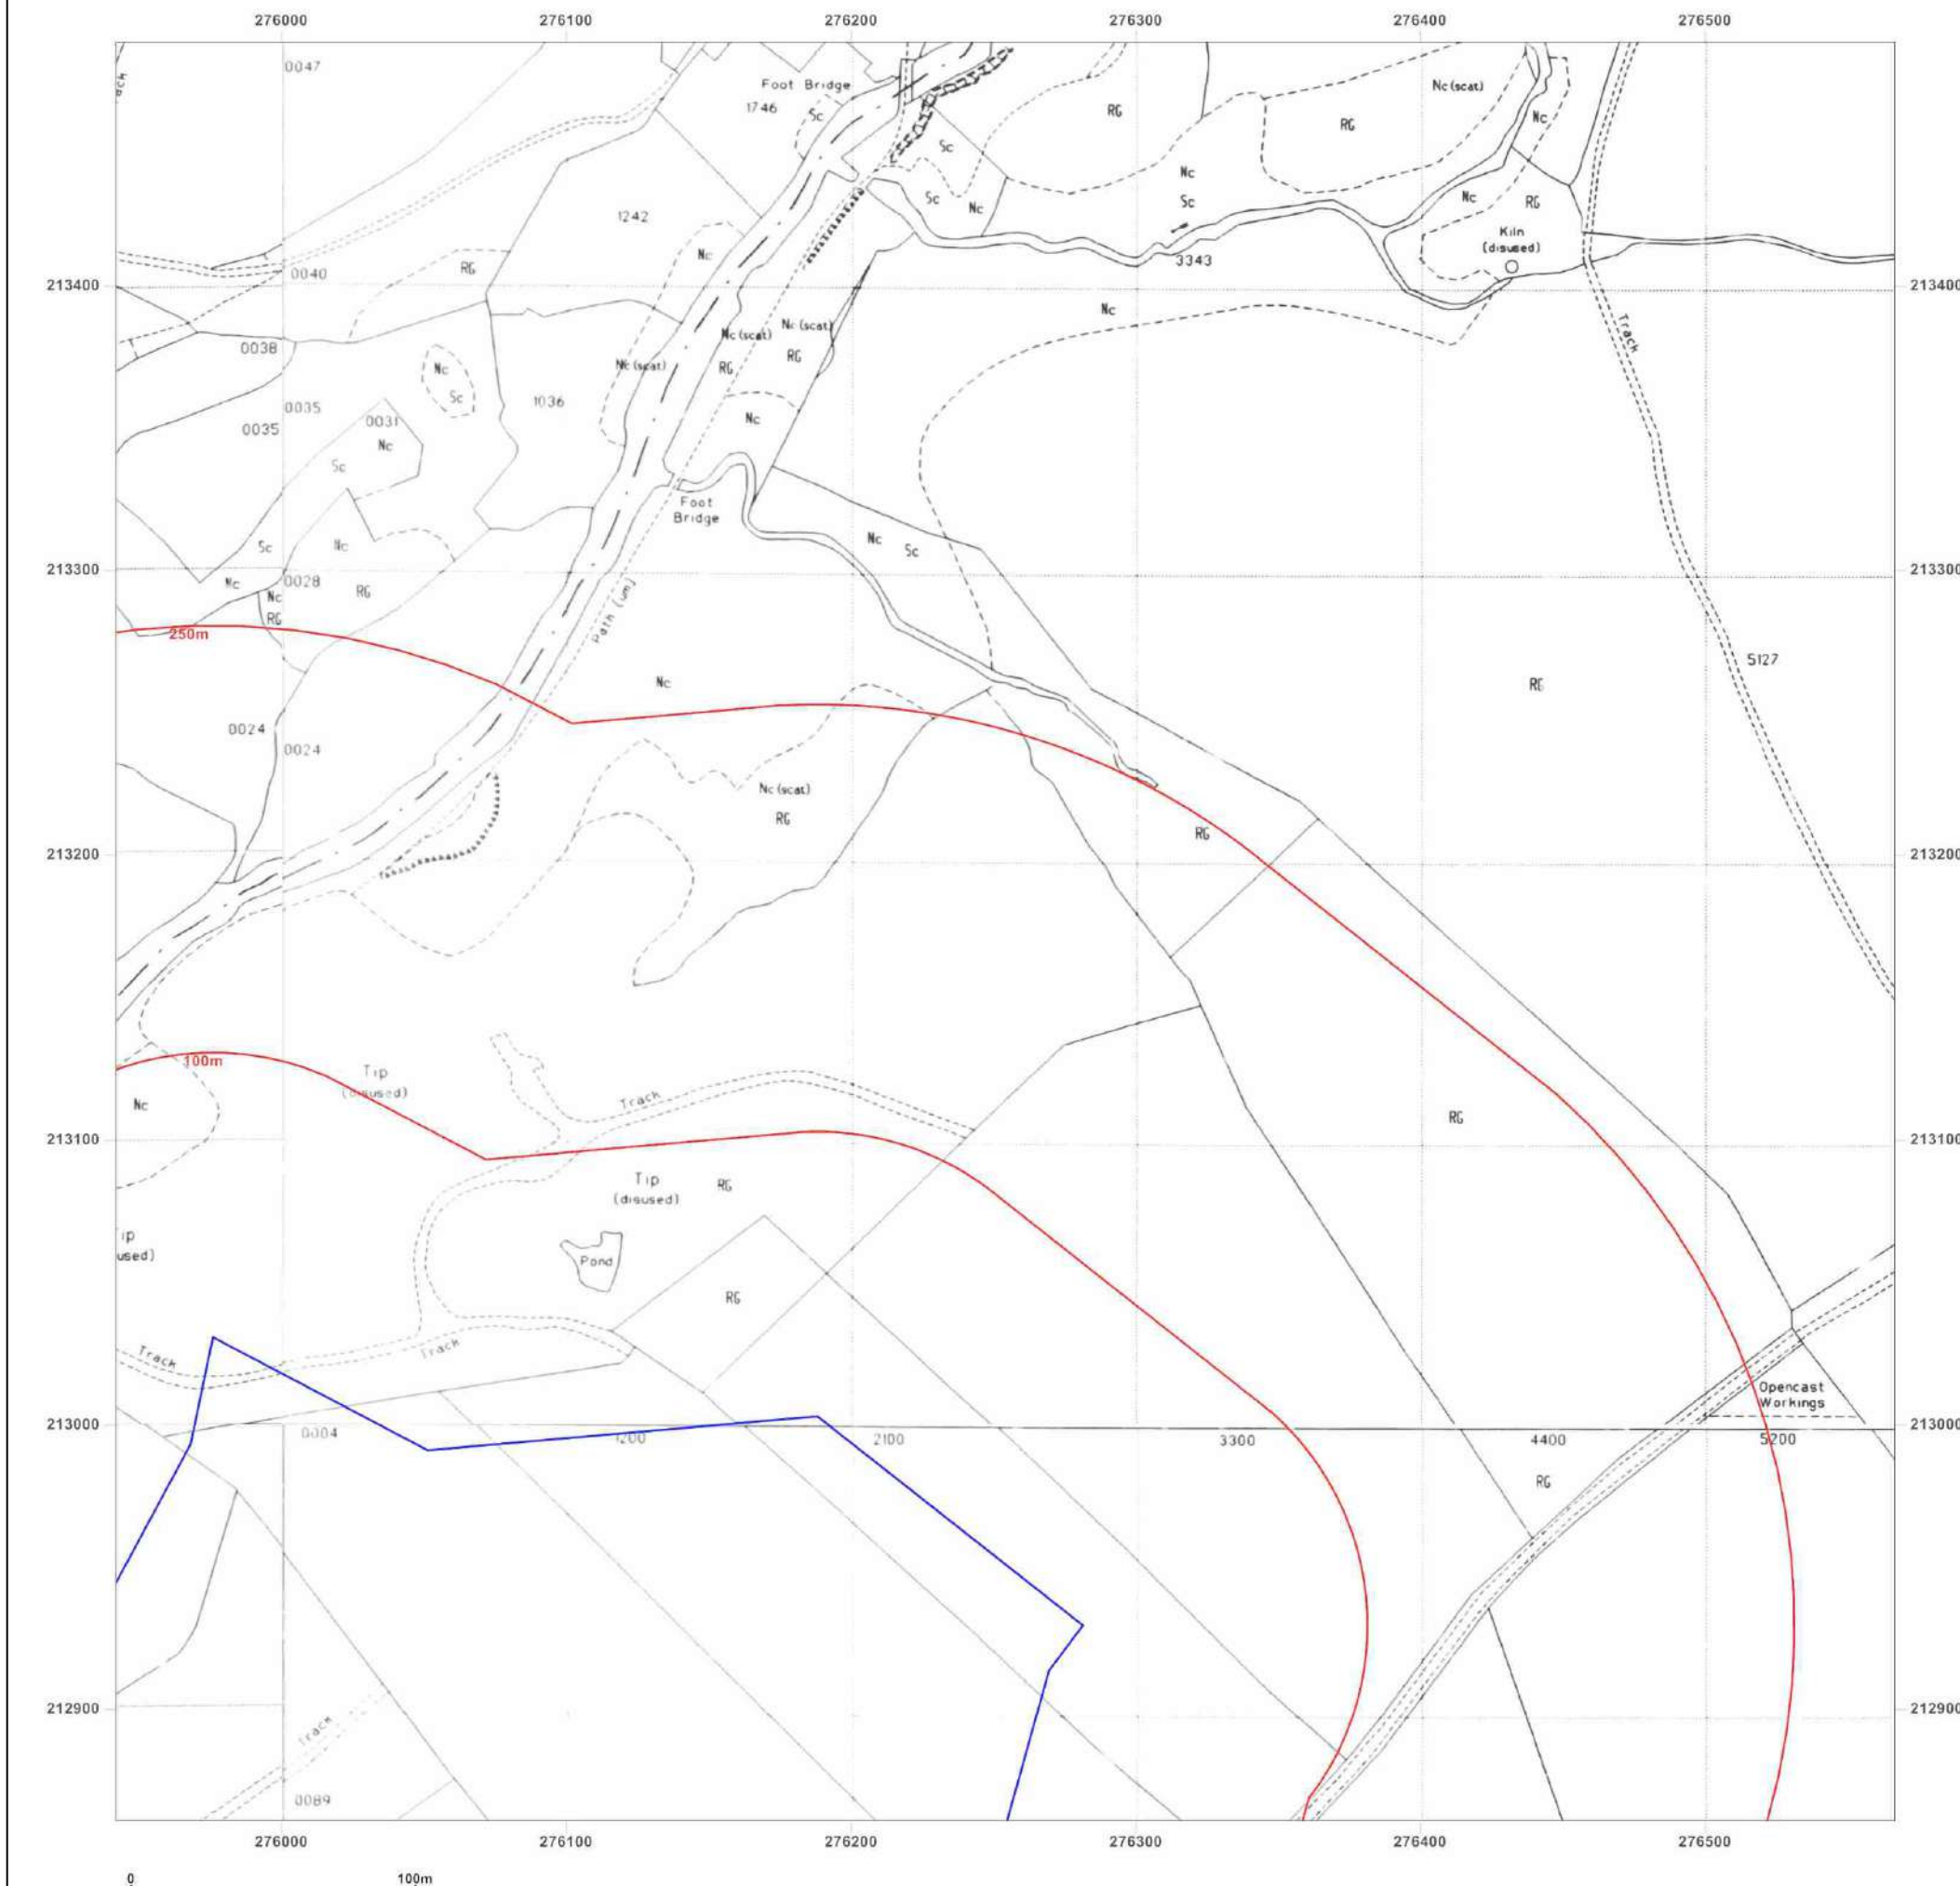 276000 276100 276200 276300 276400 276500
0047
Foot Bridge
1746
Sc
RG
Nc (scat)
RG
Nc
Sc
Nc
Sc
Sc
Nc
Nc
RG
1242
Kiln
(disused)
Nc
RG
3343
0040
213400
213400
Nc
Track
Nc (scat)
Nc (scat)
0038
RG
RG
Nc (scat)
Nc
Sc
1036
0035
0035
0031
Nc
Nc
Sc
Foot
Bridge
Nc
Sc
Sc
Nc
213300
213300
Nc
0028
Nc
RG
RG
Path (um)
250m
5127
Nc
RG
0024
0024
Nc (scat)
RG
RG
213200
213200
100m
Tip
(disused)
Nc
Track
RG
213100
213100
Tip
(disused)
RG
ip
used)
Pond
RG
Track
Track
Opencast
Workings
213000
213000
0004
1200
2100
3300
4400
5200
RG
212900
212900
Track
0089
276000 276100 276200 276300 276400 276500
0 100m